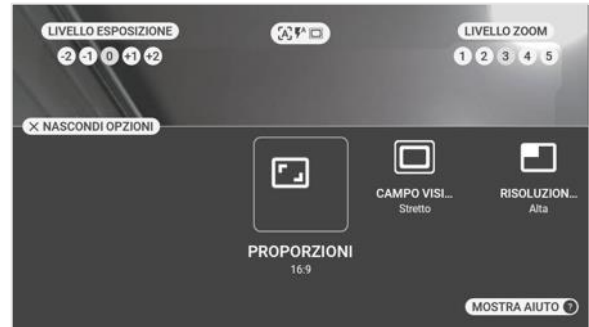 LIVELLO ESPOSIZIONE
-2 -1 0 +1 +2
A A
LIVELLO ZOOM
1 2 3 4 5
X NASCONDI OPZIONI
PROPORZIONI
16:9
CAMPO VISI...
Stretto
RISOLUZION...
Alta
MOSTRA AIUTO ?